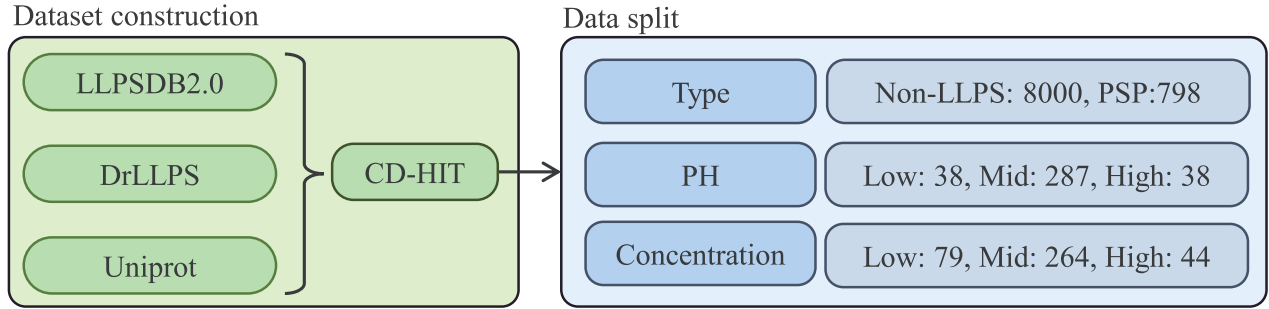 Dataset construction
LLPSDB2.0
DrLLPS
Uniprot
CD-HIT
Data split
Type
Non-LLPS: 8000, PSP:798
PH
Low: 38, Mid: 287, High: 38
Concentration
Low: 79, Mid: 264, High: 44